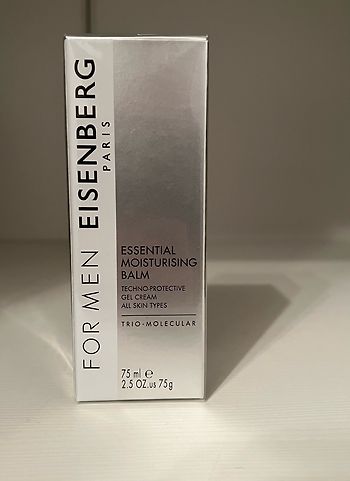 FOR MEN EISENBERG
PARIS
ESSENTIAL
MOISTURISING
BALM
TECHNO-PROTECTIVE
GEL CREAM
ALL SKIN TYPES
TRIO-MOLECULAR
75 ml ℮
2.5 OZ.us 75g